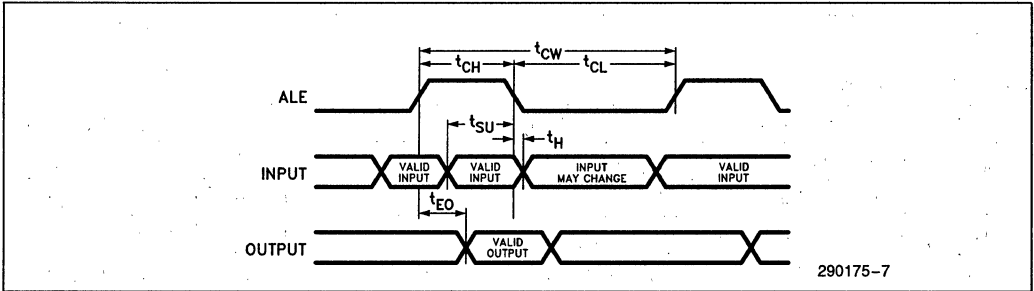 tCW
tCH
tCL
ALE
tSU
tH
INPUT
VALID INPUT
VALID INPUT
INPUT MAY CHANGE
VALID INPUT
tEO
OUTPUT
VALID OUTPUT
290175-7